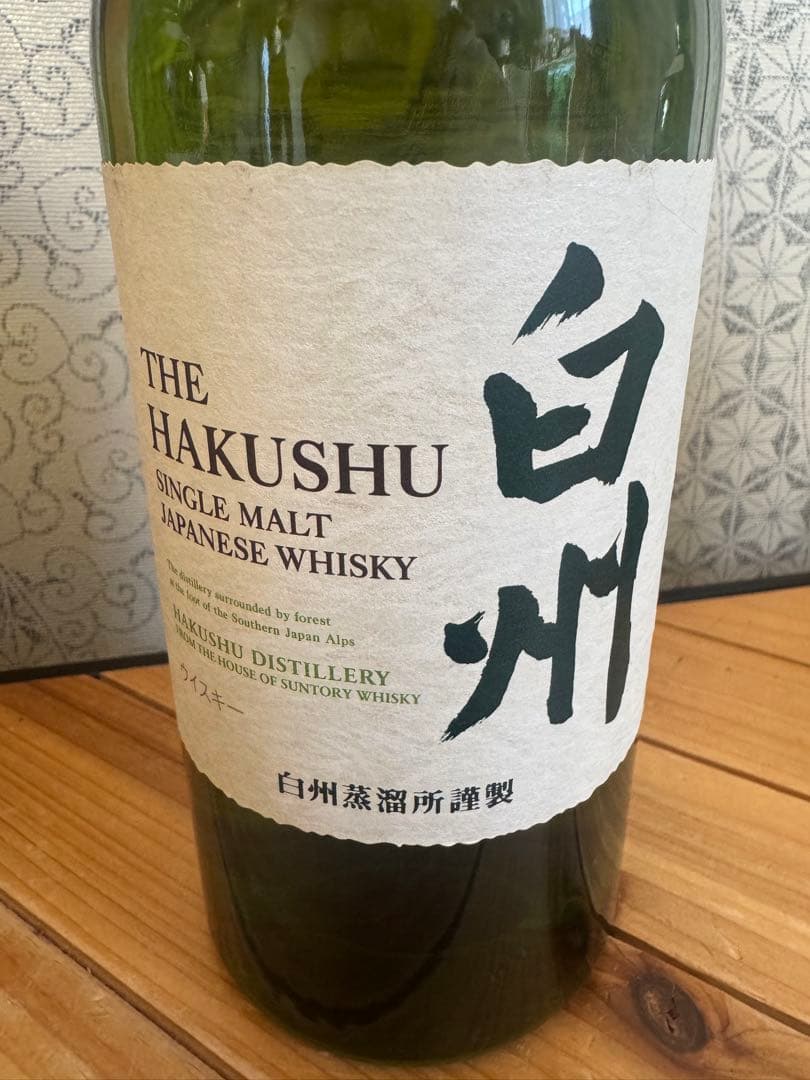 白州
THE
HAKUSHU
SINGLE MALT
JAPANESE WHISKY
The distillery surrounded by forest
at the foot of the Southern Japan Alps
HAKUSHU DISTILLERY
FROM THE HOUSE OF SUNTORY WHISKY
ウイスキー
白州蒸溜所謹製